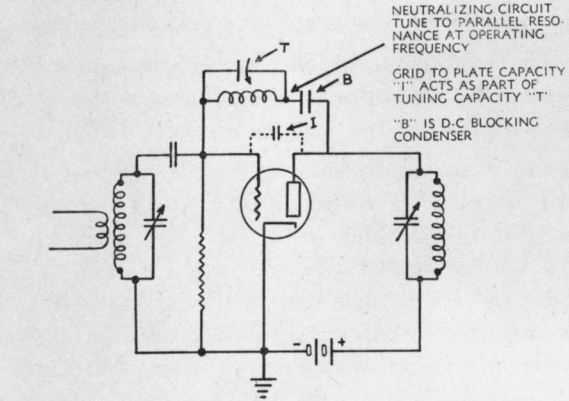 NEUTRALIZING CIRCUIT
TUNE TO PARALLEL RESO-
NANCE AT OPERATING
FREQUENCY
GRID TO PLATE CAPACITY
"I" ACTS AS PART OF
TUNING CAPACITY "T"
"B" IS D-C BLOCKING
CONDENSER
T
B
I
- +